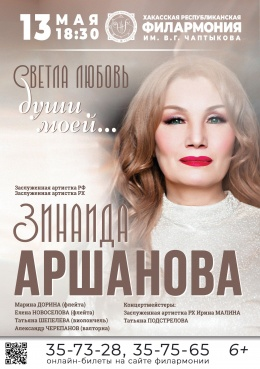 13 МАЯ
18:30
ХАКАССКАЯ РЕСПУБЛИКАНСКАЯ
ФИЛАРМОНИЯ
ИМ. В.Г. ЧАПТЫКОВА
СВЕТЛА ЛЮБОВЬ
души
моей...
Заслуженная артистка РФ
Заслуженная артистка РХ
ЗИНАИДА
АРШАНОВА
Марина ДОРИНА (флейта)
Елена НОВОСЕЛОВА (флейта)
Татьяна ШЕПЕЛЕВА (виолончель)
Александр ЧЕРЕПАНОВ (валторна)
Концертмейстеры:
Заслуженная артистка РХ Ирина МАЛИНА
Татьяна ПОДСТРЕЛОВА
35-73-28, 35-75-65 6+
онлайн-билеты на сайте филармонии